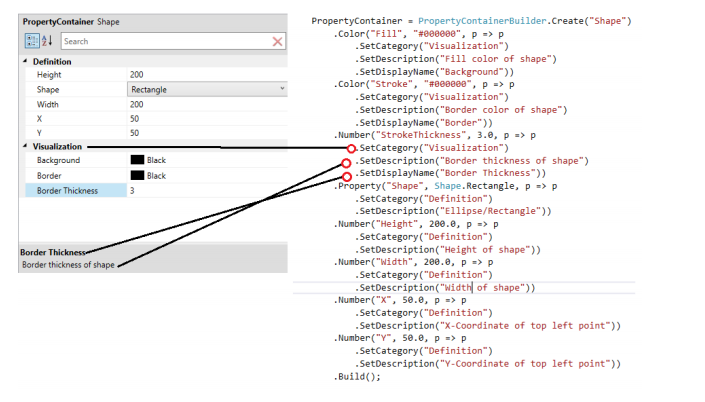 PropertyContainer Shape
Search
Definition
Height 200
Shape Rectangle
Width 200
X 50
Y 50
Visualization
Background Black
Border Black
Border Thickness 3
Border Thickness
Border thickness of shape
PropertyContainer = PropertyContainerBuilder.Create("Shape")
.Color("Fill", "#000000", p => p
.SetCategory("Visualization")
.SetDescription("Fill color of shape")
.SetDisplayName("Background"))
.Color("Stroke", "#000000", p => p
.SetCategory("Visualization")
.SetDescription("Border color of shape")
.SetDisplayName("Border"))
.Number("StrokeThickness", 3.0, p => p
.SetCategory("Visualization")
.SetDescription("Border thickness of shape")
.SetDisplayName("Border Thickness"))
.Property("Shape", Shape.Rectangle, p => p
.SetCategory("Definition")
.SetDescription("Ellipse/Rectangle"))
.Number("Height", 200.0, p => p
.SetCategory("Definition")
.SetDescription("Height of shape"))
.Number("Width", 200.0, p => p
.SetCategory("Definition")
.SetDescription("Width of shape"))
.Number("X", 50.0, p => p
.SetCategory("Definition")
.SetDescription("X-Coordinate of top left point"))
.Number("Y", 50.0, p => p
.SetCategory("Definition")
.SetDescription("Y-Coordinate of top left point"))
.Build();